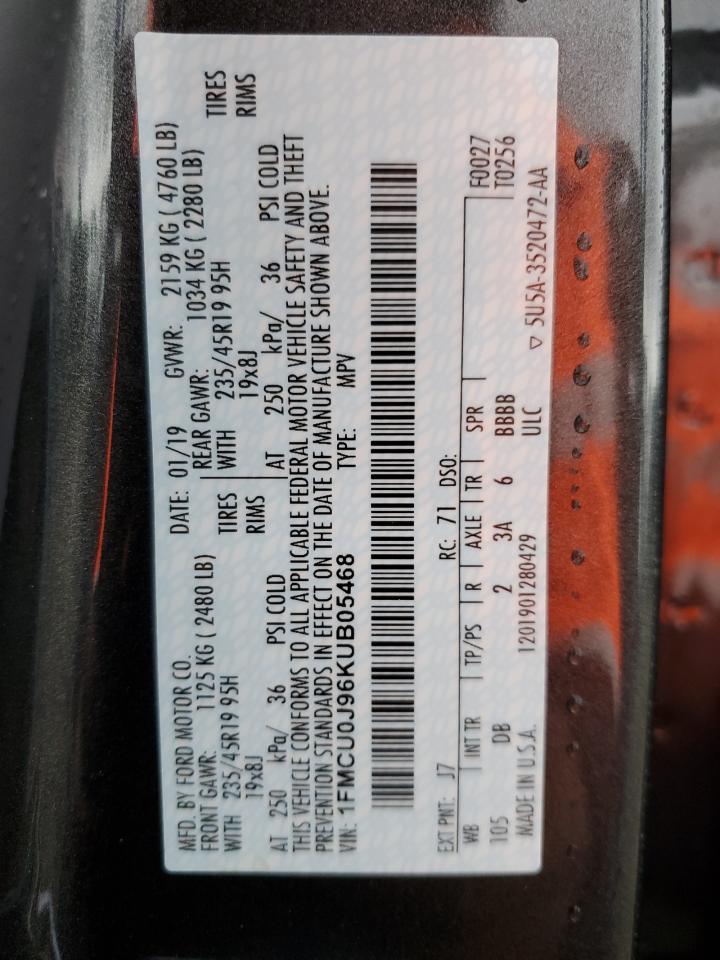 MFD. BY FORD MOTOR CO. DATE: 01/19 GVWR: 2159 KG ( 4760 LB)
FRONT GAWR: 1125 KG ( 2480 LB) REAR GAWR: 1034 KG ( 2280 LB)
WITH 235/45R19 95H TIRES WITH 235/45R19 95H TIRES
19x8J RIMS 19x8J RIMS
AT 250 kPa/ 36 PSI COLD AT 250 kPa/ 36 PSI COLD
THIS VEHICLE CONFORMS TO ALL APPLICABLE FEDERAL MOTOR VEHICLE SAFETY AND THEFT
PREVENTION STANDARDS IN EFFECT ON THE DATE OF MANUFACTURE SHOWN ABOVE.
VIN: 1FMCU0J96KUB05468 TYPE: MPV
EXT PNT: J7 RC: 71 DSO:
WB INT TR TP/PS R AXLE TR SPR F0027
105 DB 2 3A 6 BBBB T0256
MADE IN U.S.A. 1201901280429 ULC ▽ 5U5A-3520472-AA